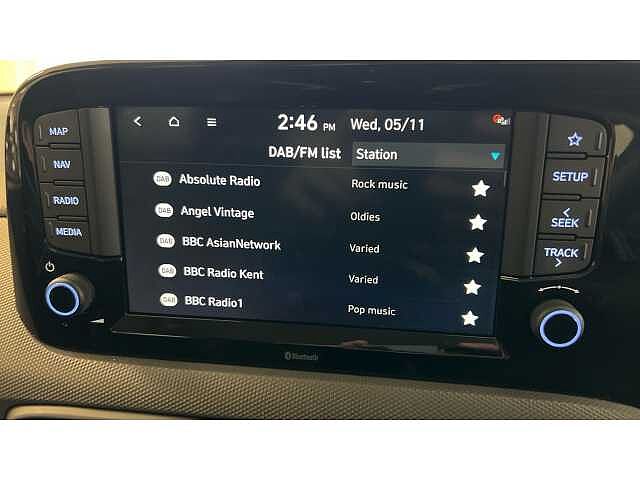 2:46 PM Wed, 05/11
DAB/FM list Station
DAB Absolute Radio Rock music
DAB Angel Vintage Oldies
DAB BBC AsianNetwork Varied
DAB BBC Radio Kent Varied
DAB BBC Radio1 Pop music
MAP
NAV
RADIO
MEDIA
SETUP
SEEK
TRACK
Bluetooth